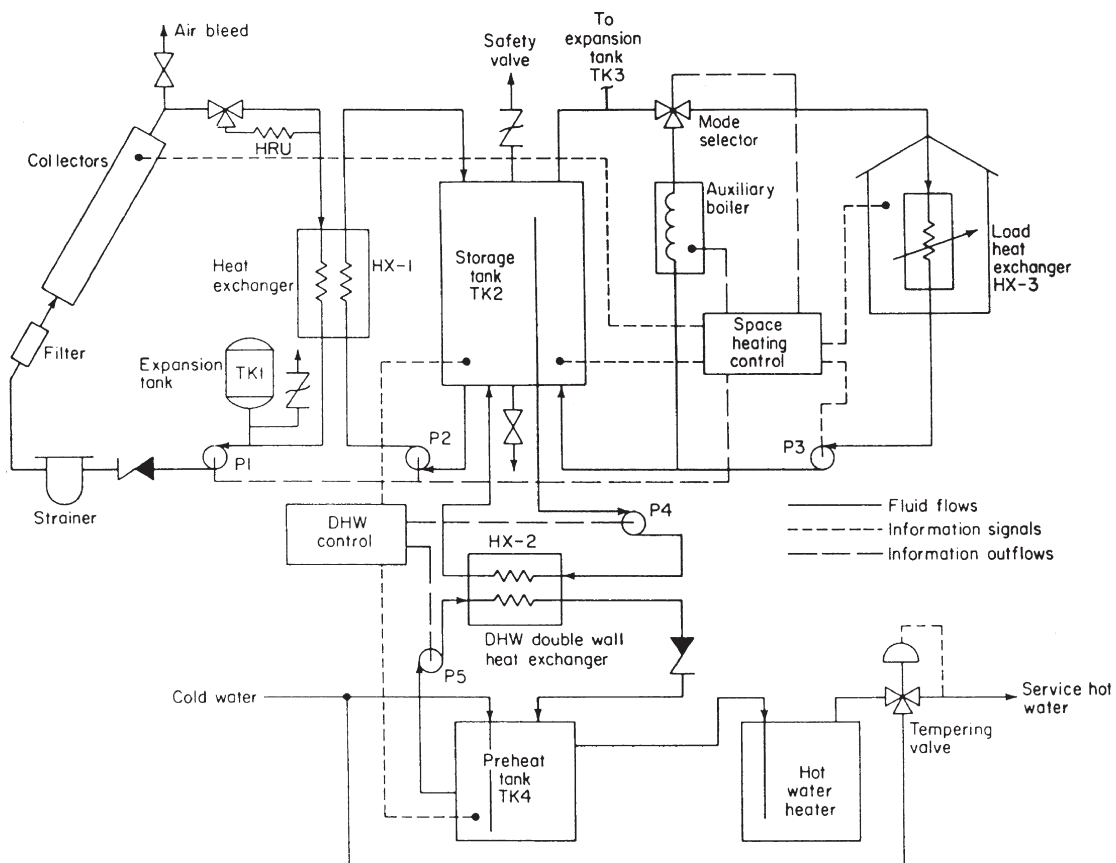 Air bleed
Safety
valve
To
expansion
tank
TK3
Mode
selector
HRU
Collectors
Auxiliary
boiler
Heat
exchanger
HX-1
Storage
tank
TK2
Load
heat
exchanger
HX-3
Space
heating
control
Filter
Expansion
tank
TK1
P1
P2
P3
Strainer
P4
DHW
control
HX-2
Fluid flows
Information signals
Information outflows
DHW double wall
heat exchanger
P5
Cold water
Service hot
water
Tempering
valve
Preheat
tank
TK4
Hot
water
heater